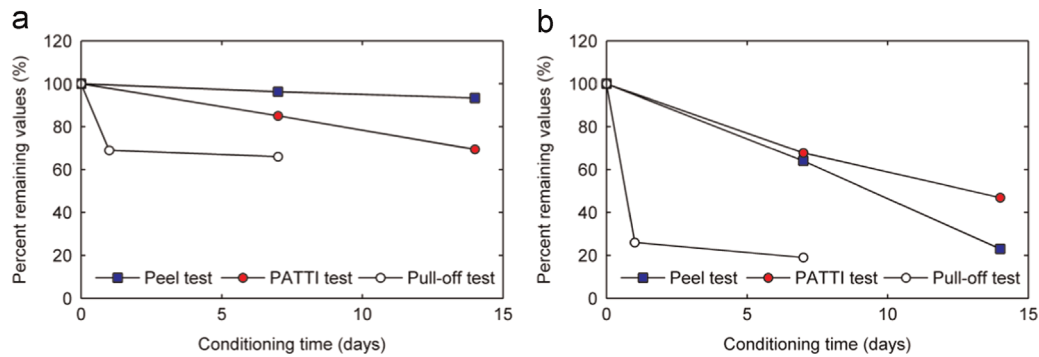 a
120
100
80
60
40
20
0
Percent remaining values (%)
Peel test PATTI test Pull-off test
0 5 10 15
Conditioning time (days)
b
120
100
80
60
40
20
0
Percent remaining values (%)
Peel test PATTI test Pull-off test
0 5 10 15
Conditioning time (days)